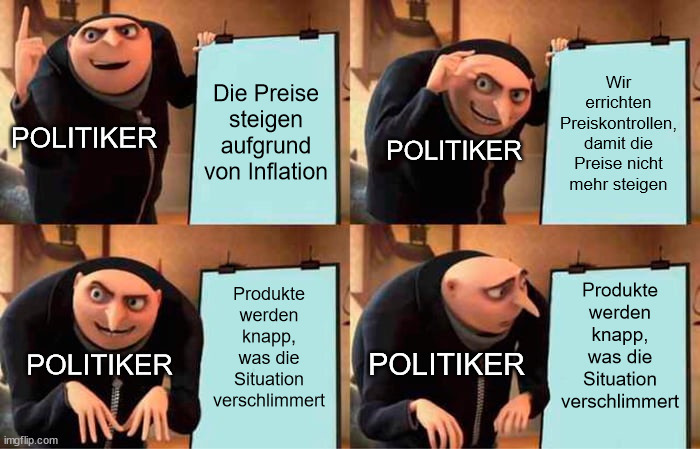 POLITIKER
Die Preise
steigen
aufgrund
von Inflation
POLITIKER
Wir
errichten
Preiskontrollen,
damit die
Preise nicht
mehr steigen
POLITIKER
Produkte
werden
knapp,
was die
Situation
verschlimmert
POLITIKER
Produkte
werden
knapp,
was die
Situation
verschlimmert
imgflip.com